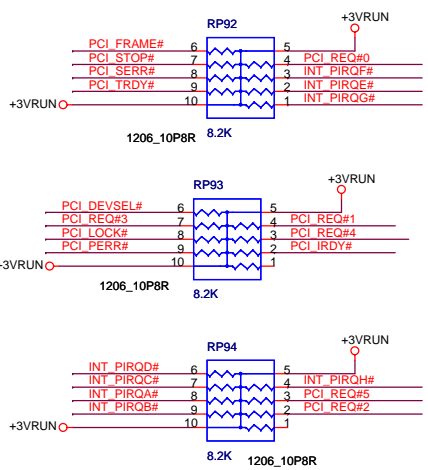 RP92
+3VRUN
PCI_FRAME# 6 5
PCI_STOP# 7 4 PCI_REQ#0
PCI_SERR# 8 3 INT_PIRQF#
PCI_TRDY# 9 2 INT_PIRQE#
+3VRUN 10 1 INT_PIRQG#
1206_10P8R 8.2K
RP93
+3VRUN
PCI_DEVSEL# 6 5
PCI_REQ#3 7 4 PCI_REQ#1
PCI_LOCK# 8 3 PCI_REQ#4
PCI_PERR# 9 2 PCI_IRDY#
+3VRUN 10 1
1206_10P8R 8.2K
RP94
+3VRUN
INT_PIRQD# 6 5
INT_PIRQC# 7 4 INT_PIRQH#
INT_PIRQA# 8 3 PCI_REQ#5
INT_PIRQB# 9 2 PCI_REQ#2
+3VRUN 10 1
8.2K 1206_10P8R